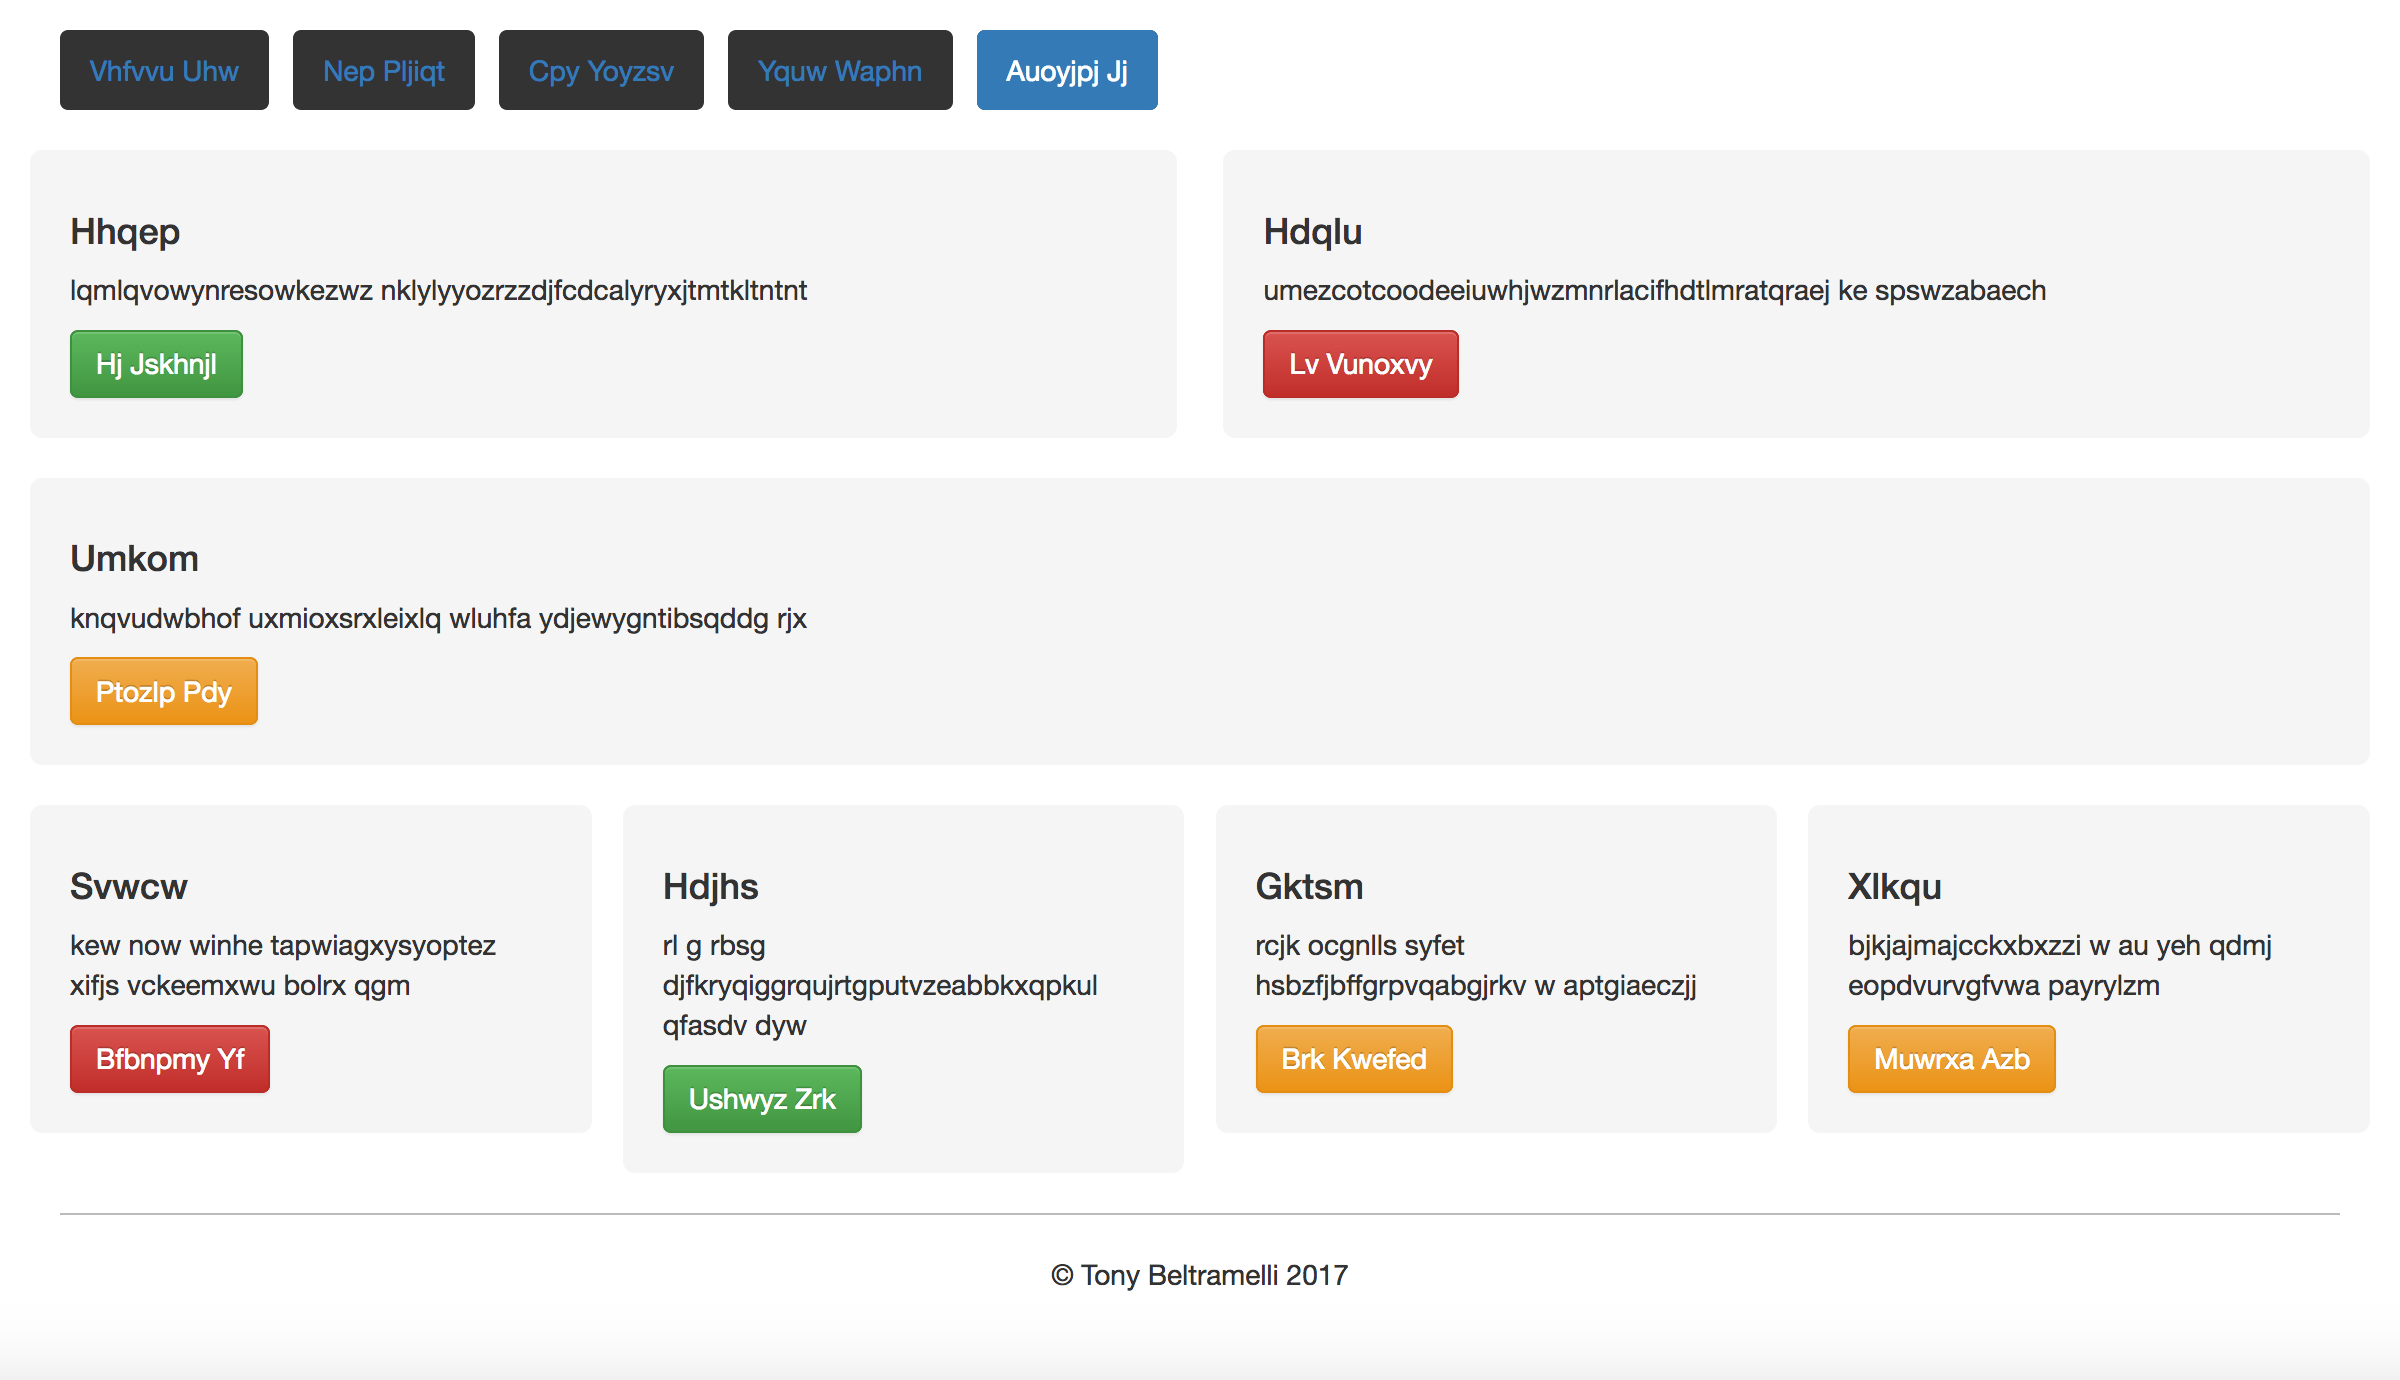 Vhfvvu Uhw
Nep Pljiqt
Cpy Yoyzsv
Yquw Waphn
Auoyjpj Jj
Hhqep
lqmlqvowynresowkezwz nklylyyozrzzdjfcdcalyryxjtmtkltntnt
Hj Jskhnjl
Hdqlu
umezcotcoodeeiuwhjwzmnrlacifhdtlmratqraej ke spswzabaech
Lv Vunoxvy
Umkom
knqvudwbhof uxmioxsrxleixlq wluhfa ydjewygntibsqddg rjx
Ptozlp Pdy
Svwcw
kew now winhe tapwiagxysyoptez
xifjs vckeemxwu bolrx qgm
Bfbnpmy Yf
Hdjhs
rl g rbsg
djfkryqiggrqujrtgputvzeabbkxqpkul
qfasdv dyw
Ushwyz Zrk
Gktsm
rcjk ocgnlls syfet
hsbzfjbffgrpvqabgjrkv w aptgiaeczjj
Brk Kwefed
Xlkqu
bjkjajmajcckxbxzzi w au yeh qdmj
eopdvurvgfvwa payrylzm
Muwrxa Azb
© Tony Beltramelli 2017